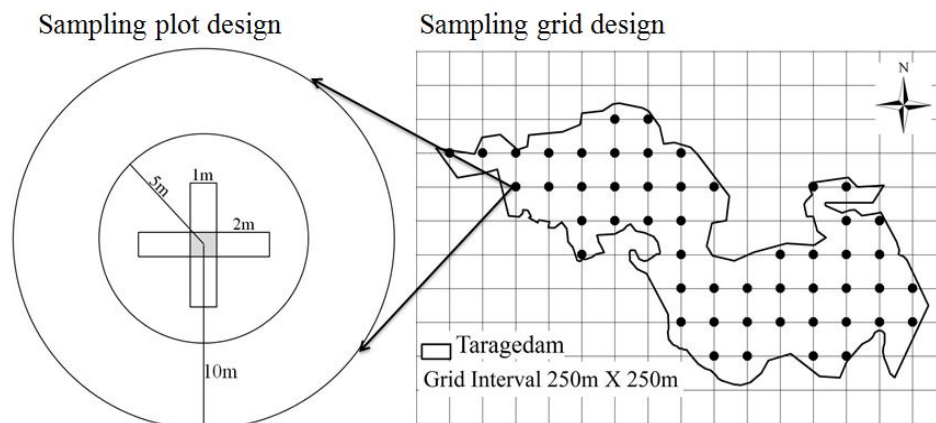 Sampling plot design
Sampling grid design
N
5m
1m
2m
10m
Taragedam
Grid Interval 250m X 250m